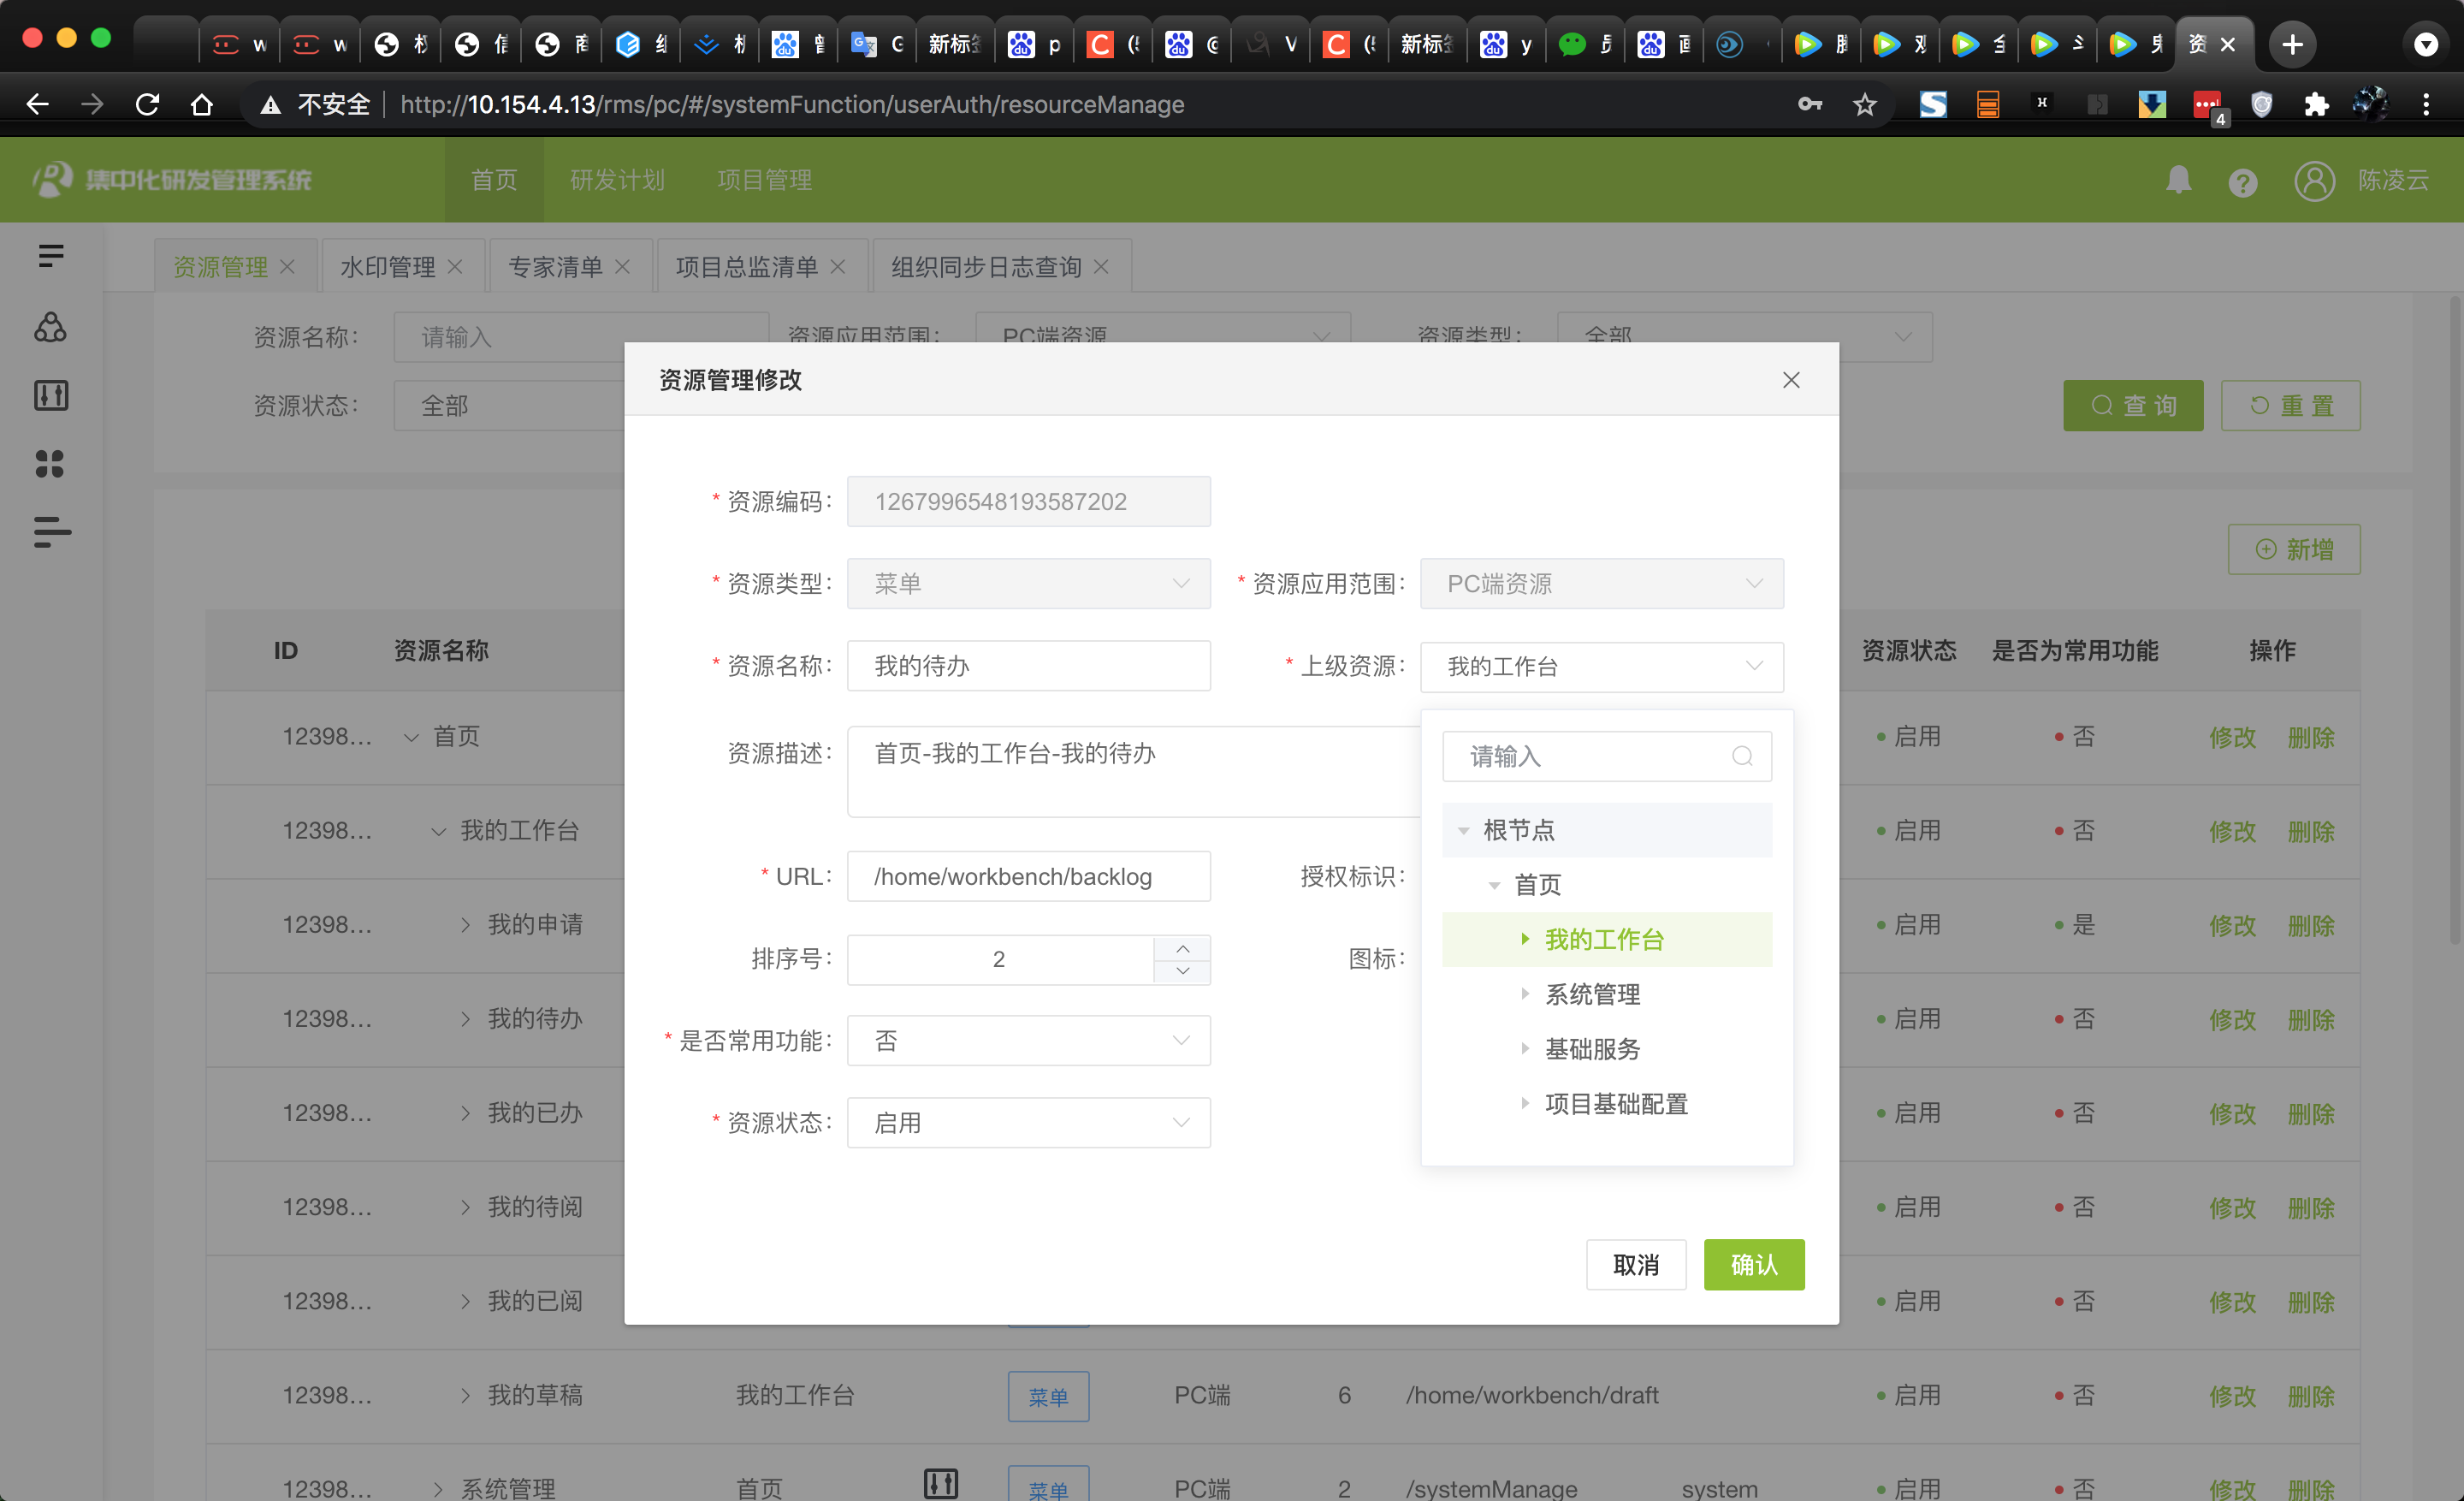 新标 p 新标 y 资
不安全 http://10.154.4.13/rms/pc/#/systemFunction/userAuth/resourceManage 4
集中化研发管理系统 首页 研发计划 项目管理 陈凌云
资源管理 水印管理 专家清单 项目总监清单 组织同步日志查询
资源名称: 请输入 资源应用范围: PC端资源 资源类型: 全部
资源状态: 全部 查 询 重 置
新增
ID 资源名称 资源状态 是否为常用功能 操作
12398... 首页 启用 否 修改 删除
12398... 我的工作台 启用 否 修改 删除
12398... 我的申请 启用 是 修改 删除
12398... 我的待办 启用 否 修改 删除
12398... 我的已办 启用 否 修改 删除
12398... 我的待阅 启用 否 修改 删除
12398... 我的已阅 启用 否 修改 删除
12398... 我的草稿 我的工作台 菜单 PC端 6 /home/workbench/draft 启用 否 修改 删除
12398... 系统管理 首页 菜单 PC端 2 /systemManage system 启用 否 修改 删除
资源管理修改
* 资源编码: 1267996548193587202
* 资源类型: 菜单 * 资源应用范围: PC端资源
* 资源名称: 我的待办 * 上级资源: 我的工作台
资源描述: 首页-我的工作台-我的待办
* URL: /home/workbench/backlog 授权标识:
排序号: 2 图标:
* 是否常用功能: 否
* 资源状态: 启用
请输入
根节点
首页
我的工作台
系统管理
基础服务
项目基础配置
取消 确认